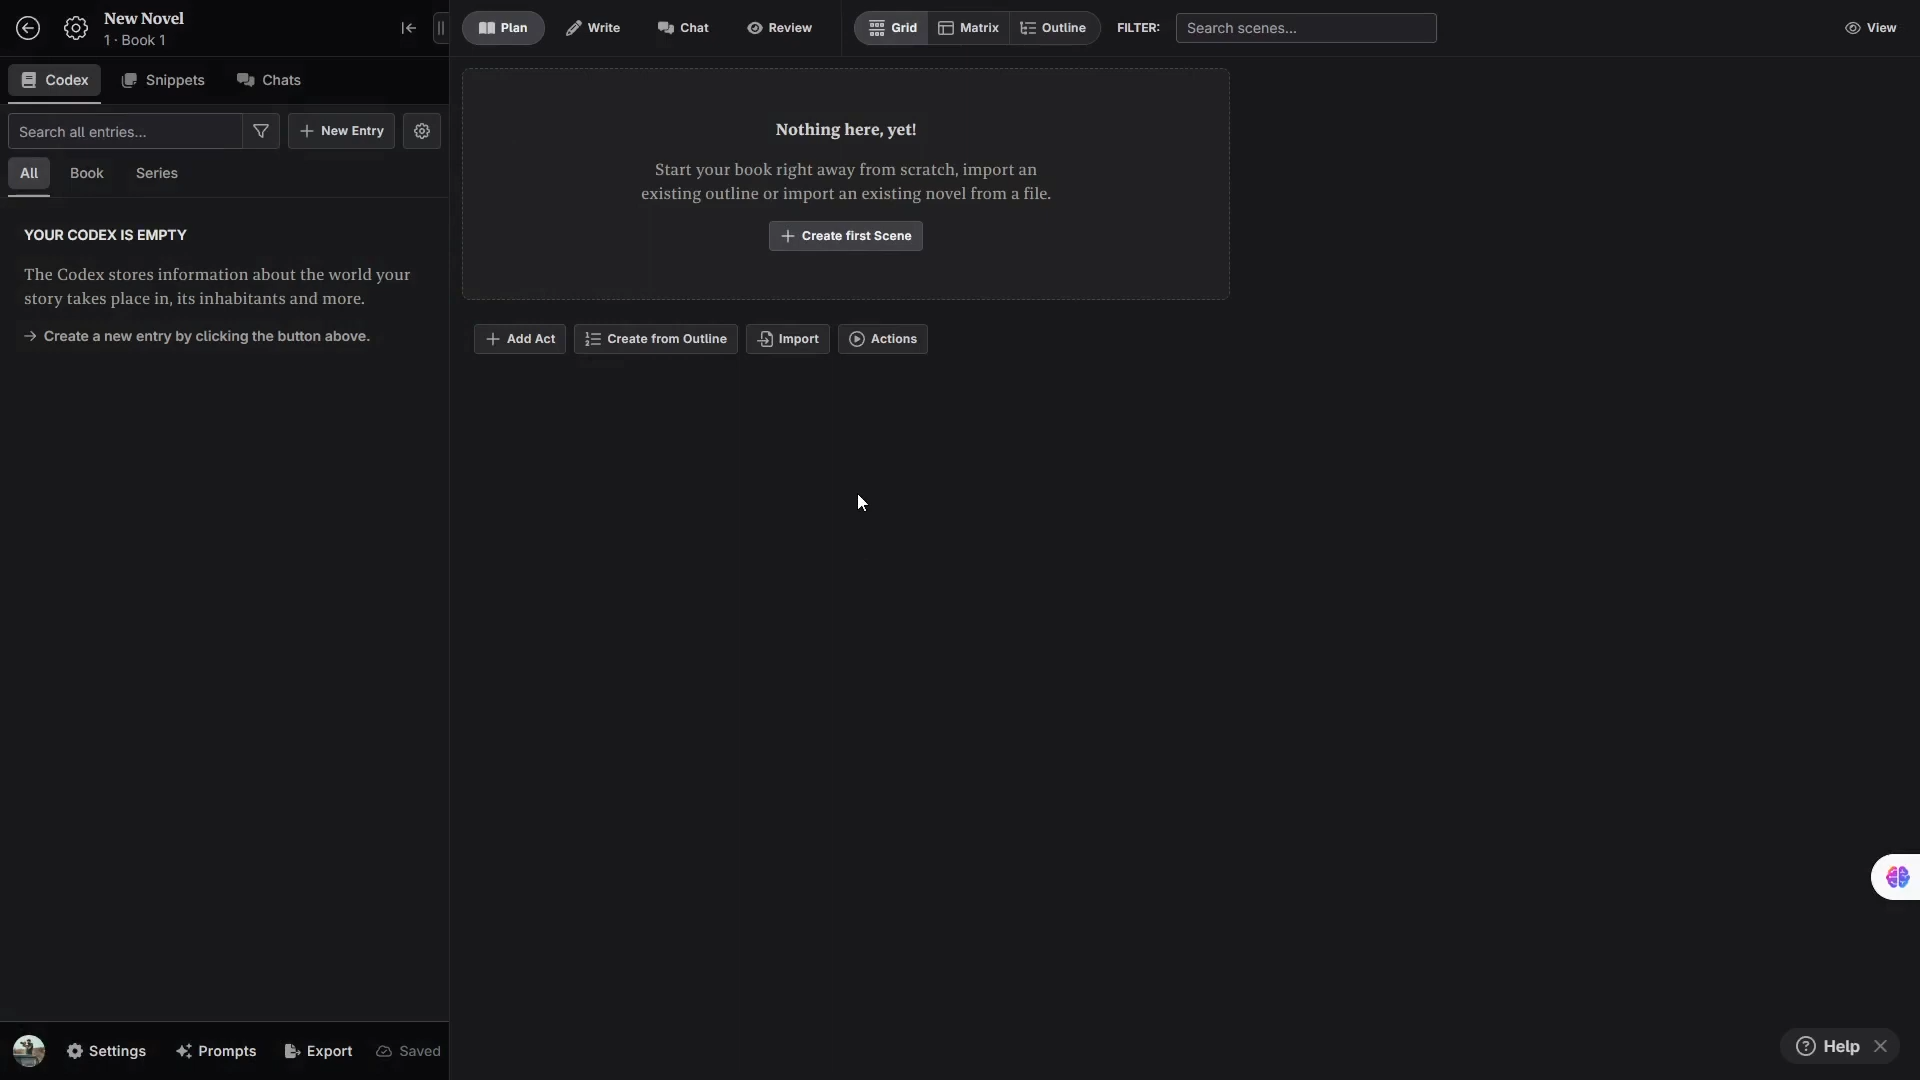 New Novel
1 · Book 1
Plan
Write
Chat
Review
Grid
Matrix
Outline
FILTER:
Search scenes...
View
Codex
Snippets
Chats
Search all entries...
New Entry
All
Book
Series
YOUR CODEX IS EMPTY
The Codex stores information about the world your
story takes place in, its inhabitants and more.
→ Create a new entry by clicking the button above.
Nothing here, yet!
Start your book right away from scratch, import an
existing outline or import an existing novel from a file.
+ Create first Scene
+ Add Act
Create from Outline
Import
Actions
Settings
Prompts
Export
Saved
Help